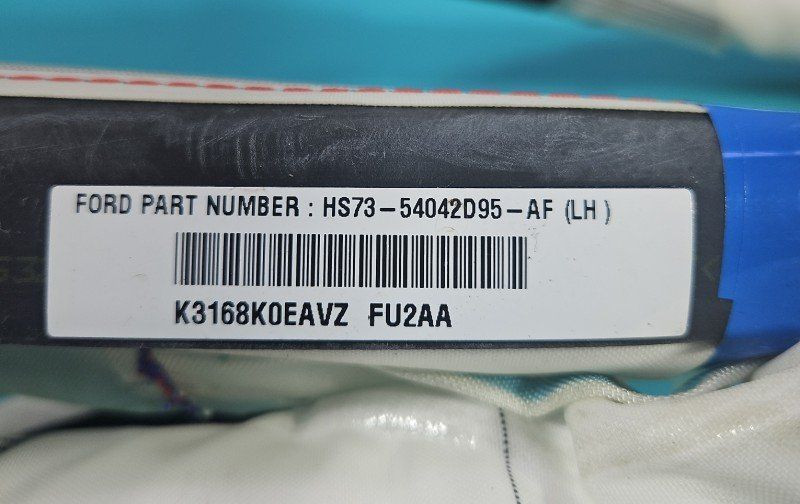 FORD PART NUMBER : HS73-54042D95-AF (LH)
K3168K0EAVZ FU2AA